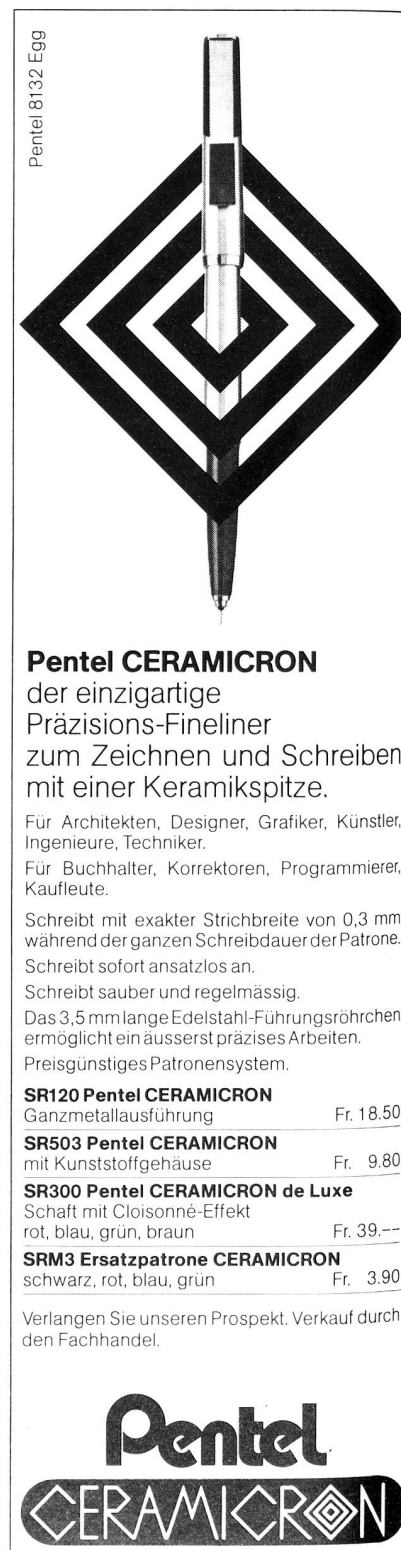 Pentel 8132 Egg
Pentel CERAMICRON
der einzigartige
Präzisions-Fineliner
zum Zeichnen und Schreiben
mit einer Keramikspitze.
Für Architekten, Designer, Grafiker, Künstler,
Ingenieure, Techniker.
Für Buchhalter, Korrektoren, Programmierer,
Kaufleute.
Schreibt mit exakter Strichbreite von 0,3 mm
während der ganzen Schreibdauer der Patrone.
Schreibt sofort ansatzlos an.
Schreibt sauber und regelmässig.
Das 3,5 mm lange Edelstahl-Führungsröhrchen
ermöglicht ein äusserst präzises Arbeiten.
Preisgünstiges Patronensystem.
SR120 Pentel CERAMICRON
Ganzmetallausführung Fr. 18.50
SR503 Pentel CERAMICRON
mit Kunststoffgehäuse Fr. 9.80
SR300 Pentel CERAMICRON de Luxe
Schaft mit Cloisonné-Effekt
rot, blau, grün, braun Fr. 39.--
SRM3 Ersatzpatrone CERAMICRON
schwarz, rot, blau, grün Fr. 3.90
Verlangen Sie unseren Prospekt. Verkauf durch
den Fachhandel.
Pentel
CERAMICRON